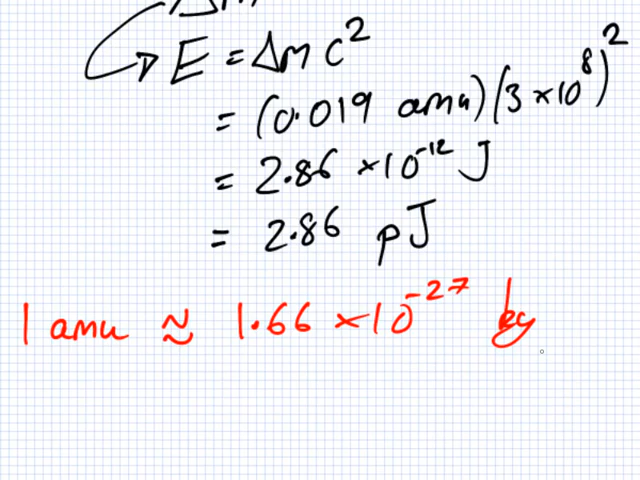 Δm
E = Δmc²
= (0.019 amu)(3 ×10⁸)²
= 2.86 ×10⁻¹² J
= 2.86 pJ
1 amu ≈ 1.66 ×10⁻²⁷ kg